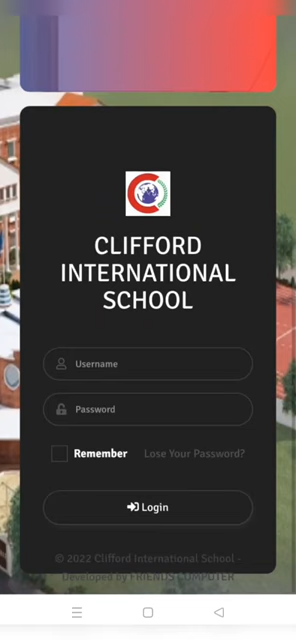 CLIFFORD
INTERNATIONAL
SCHOOL
Username
Password
Remember Lose Your Password?
Login
© 2022 Clifford International School -
Developed by FRIENDS COMPUTER